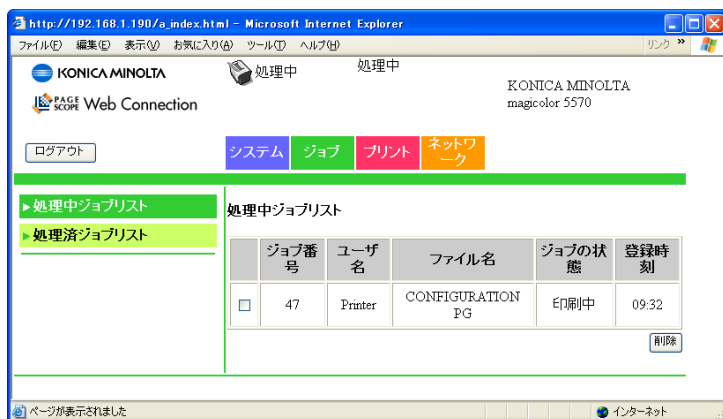 http://192.168.1.190/a_index.html - Microsoft Internet Explorer
ファイル(F) 編集(E) 表示(V) お気に入り(A) ツール(T) ヘルプ(H) リンク »
KONICA MINOLTA
処理中 処理中
KONICA MINOLTA
magicolor 5570
PAGE SCOPE Web Connection
ログアウト
システム ジョブ プリント ネットワ
ーク
処理中ジョブリスト
処理済ジョブリスト
処理中ジョブリスト
ジョブ番 ユーザ ファイル名 ジョブの状 登録時
号 名 態 刻
47 Printer CONFIGURATION 印刷中 09:32
PG
削除
ページが表示されました インターネット